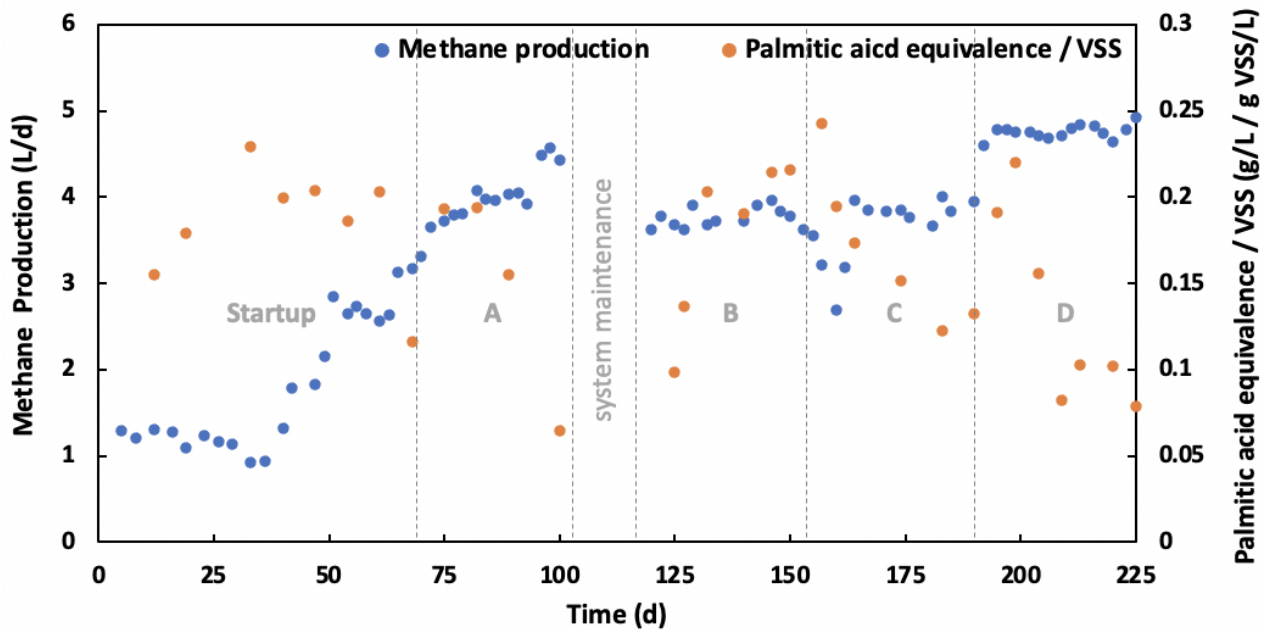 Methane production
Palmitic aicd equivalence / VSS
Methane Production (L/d)
6
5
4
3
2
1
0
Startup
A
system maintenance
B
C
D
0.3
0.25
0.2
0.15
0.1
0.05
0
Palmitic acid equivalence / VSS (g/L / g VSS/L)
0 25 50 75 100 125 150 175 200 225
Time (d)